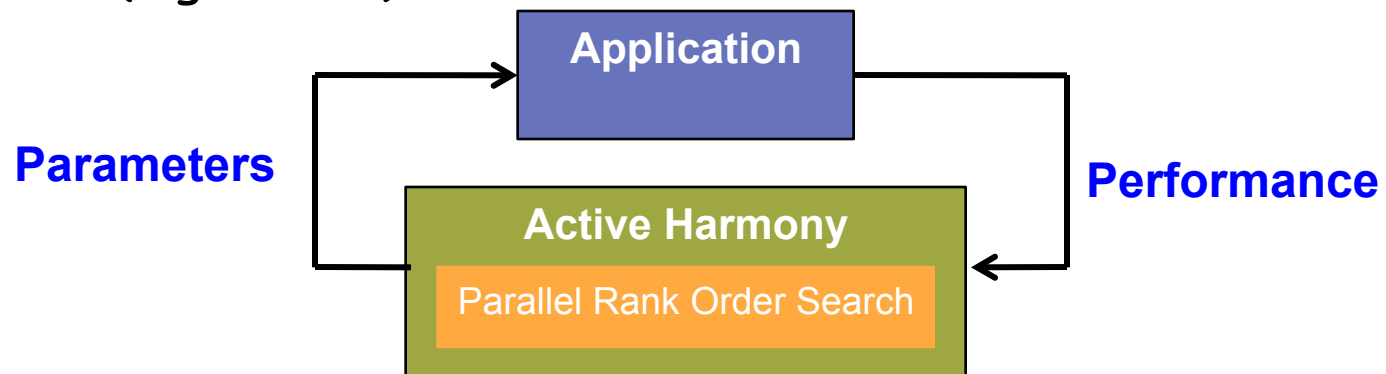 Application
Parameters
Performance
Active Harmony
Parallel Rank Order Search